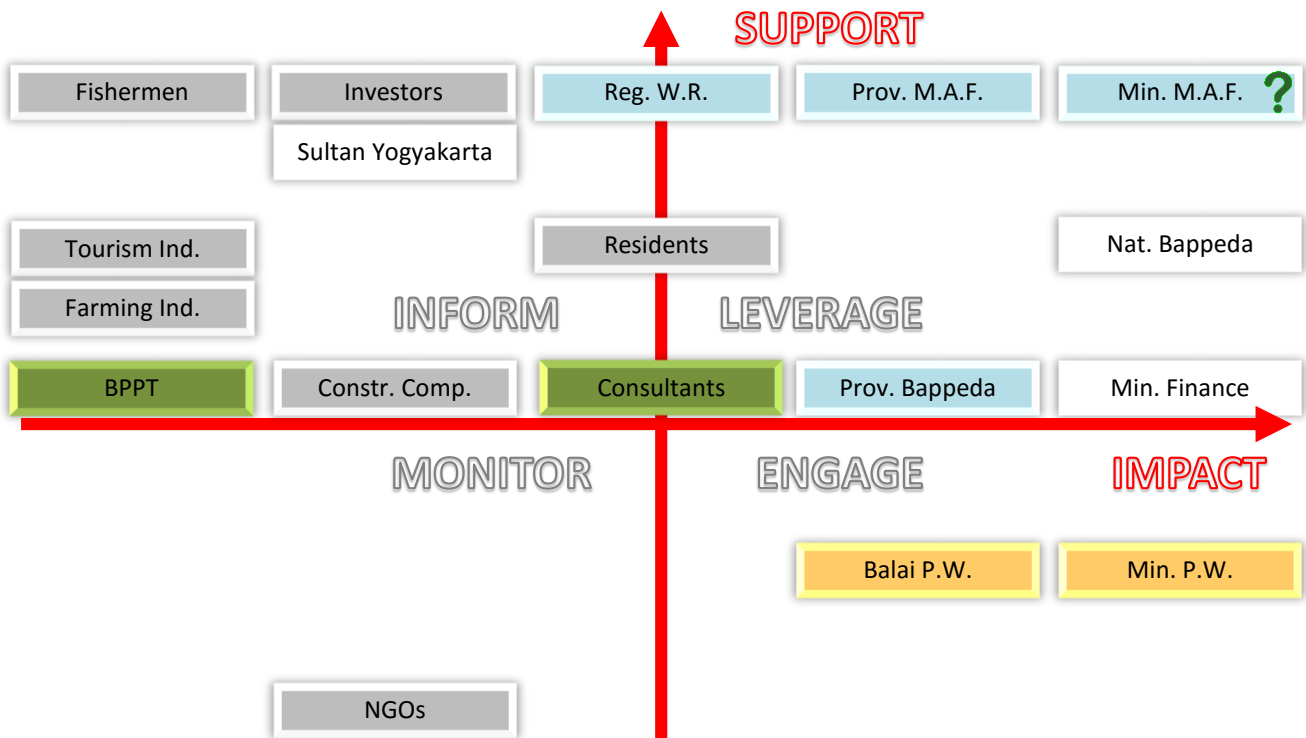 SUPPORT
Fishermen
Investors
Reg. W.R.
Prov. M.A.F.
Min. M.A.F. ?
Sultan Yogyakarta
Tourism Ind.
Residents
Nat. Bappeda
Farming Ind.
INFORM
LEVERAGE
BPPT
Constr. Comp.
Consultants
Prov. Bappeda
Min. Finance
MONITOR
ENGAGE
IMPACT
Balai P.W.
Min. P.W.
NGOs